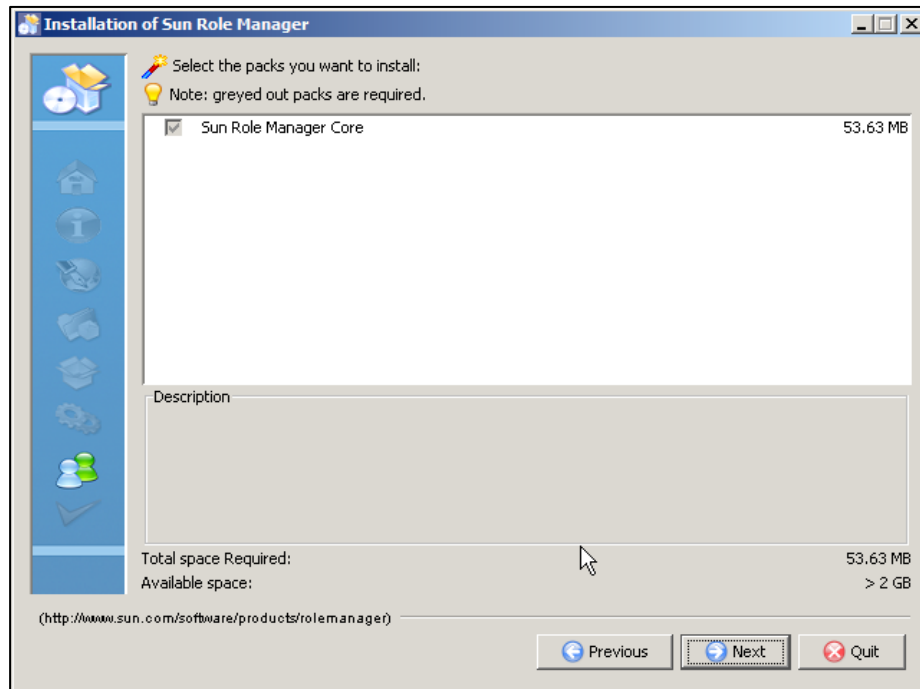 Installation of Sun Role Manager
Select the packs you want to install:
Note: greyed out packs are required.
Sun Role Manager Core 53.63 MB
Description
Total space Required: 53.63 MB
Available space: > 2 GB
(http://www.sun.com/software/products/rolemanager)
Previous Next Quit